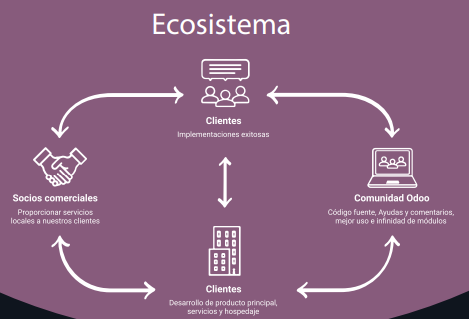 Ecosistema
Clientes
Implementaciones exitosas
Socios comerciales
Proporcionar servicios
locales a nuestros clientes
Comunidad Odoo
Código fuente, Ayudas y comentarios,
mejor uso e infinidad de módulos
Clientes
Desarrollo de producto principal,
servicios y hospedaje